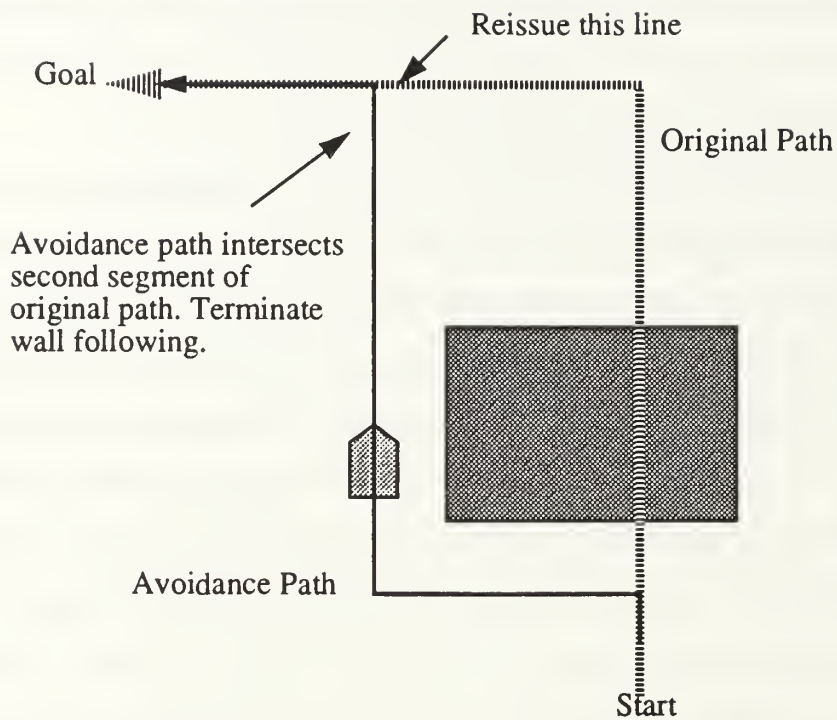 Reissue this line
Goal
Original Path
Avoidance path intersects
second segment of
original path. Terminate
wall following.
Avoidance Path
Start